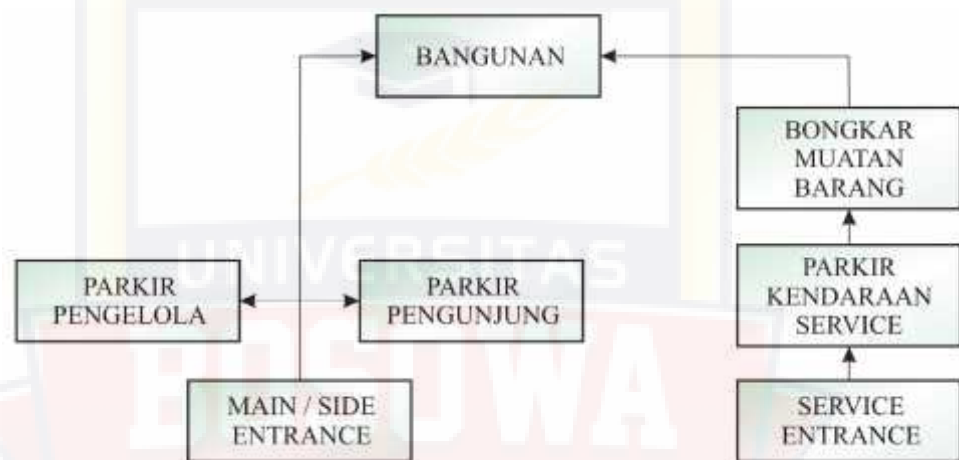 BANGUNAN
BONGKAR
MUATAN
BARANG
UNIVERSITAS
PARKIR
PENGELOLA
PARKIR
PENGUNJUNG
PARKIR
KENDARAAN
SERVICE
BOSOWA
MAIN / SIDE
ENTRANCE
SERVICE
ENTRANCE